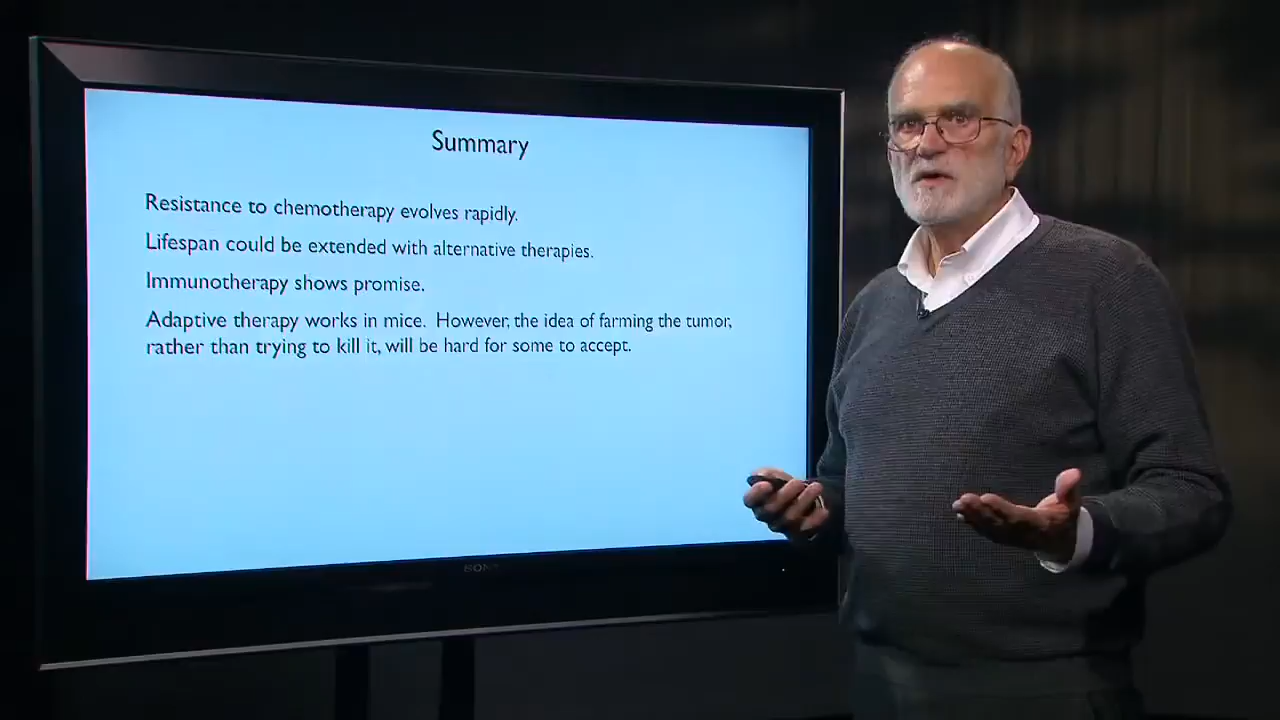 Summary
Resistance to chemotherapy evolves rapidly.
Lifespan could be extended with alternative therapies.
Immunotherapy shows promise.
Adaptive therapy works in mice. However, the idea of farming the tumor,
rather than trying to kill it, will be hard for some to accept.
SONY